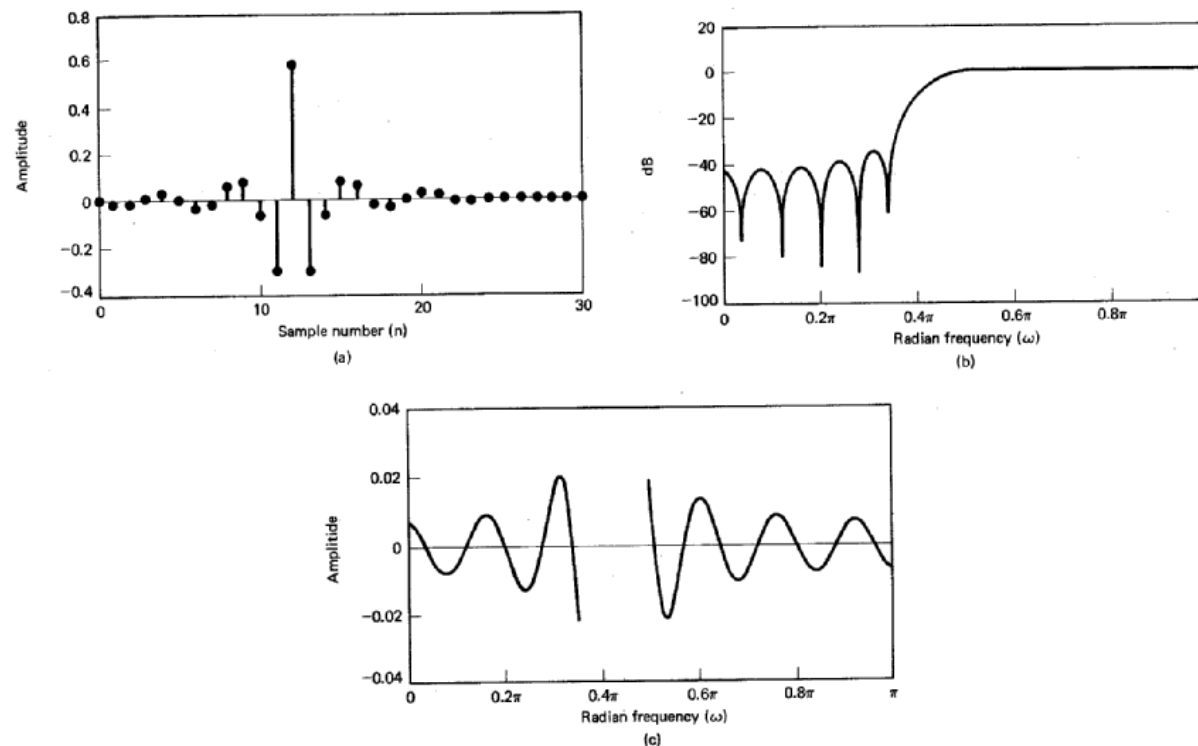 0.8
0.6
0.4
0.2
0
−0.2
−0.4
Amplitude
0
10
20
30
Sample number (n)
(a)
20
0
−20
−40
−60
−80
−100
dB
0
0.2π
0.4π
0.6π
0.8π
Radian frequency (ω)
(b)
0.04
0.02
0
−0.02
−0.04
Amplitide
0
0.2π
0.4π
0.6π
0.8π
π
Radian frequency (ω)
(c)